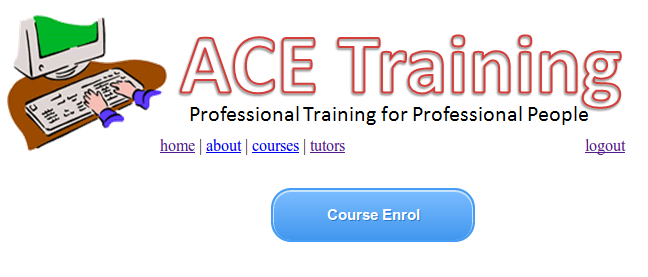 ACE Training
Professional Training for Professional People
home | about | courses | tutors logout
Course Enrol